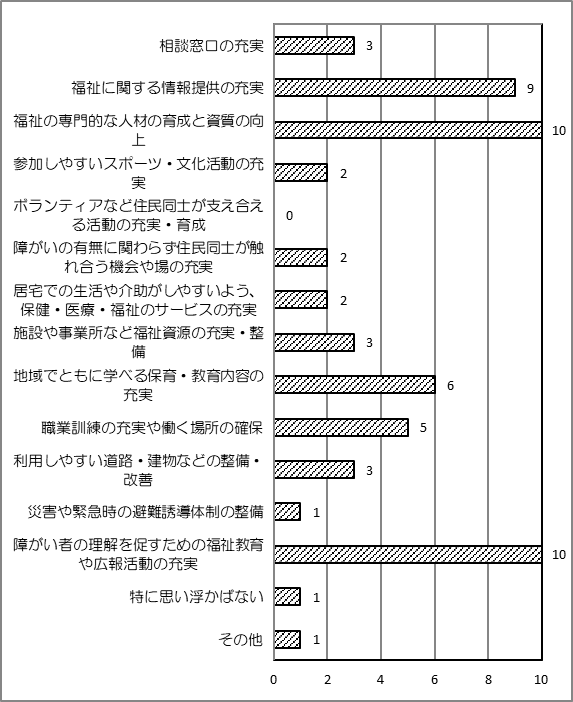 相談窓口の充実
3
福祉に関する情報提供の充実
9
福祉の専門的な人材の育成と資質の向
上
10
参加しやすいスポーツ・文化活動の充
実
2
ボランティアなど住民同士が支え合え
る活動の充実・育成
0
障がいの有無に関わらず住民同士が触
れ合う機会や場の充実
2
居宅での生活や介助がしやすいよう、
保健・医療・福祉のサービスの充実
2
施設や事業所など福祉資源の充実・整
備
3
地域でともに学べる保育・教育内容の
充実
6
職業訓練の充実や働く場所の確保
5
利用しやすい道路・建物などの整備・
改善
3
災害や緊急時の避難誘導体制の整備
1
障がい者の理解を促すための福祉教育
や広報活動の充実
10
特に思い浮かばない
1
その他
1
0 2 4 6 8 10